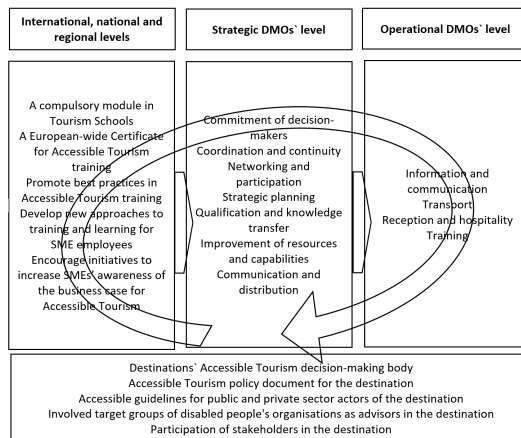 International, national and
regional levels
Strategic DMOs` level
Operational DMOs` level
A compulsory module in
Tourism Schools
A European-wide Certificate
for Accessible Tourism
training
Promote best practices in
Accessible Tourism training
Develop new approaches to
training and learning for
SME employees
Encourage initiatives to
increase SMEs' awareness of
the business case for
Accessible Tourism
Commitment of decision-
makers
Coordination and continuity
Networking and
participation
Strategic planning
Qualification and knowledge
transfer
Improvement of resources
and capabilities
Communication and
distribution
Information and
communication
Transport
Reception and hospitality
Training
Destinations` Accessible Tourism decision-making body
Accessible Tourism policy document for the destination
Accessible guidelines for public and private sector actors of the destination
Involved target groups of disabled people's organisations as advisors in the destination
Participation of stakeholders in the destination